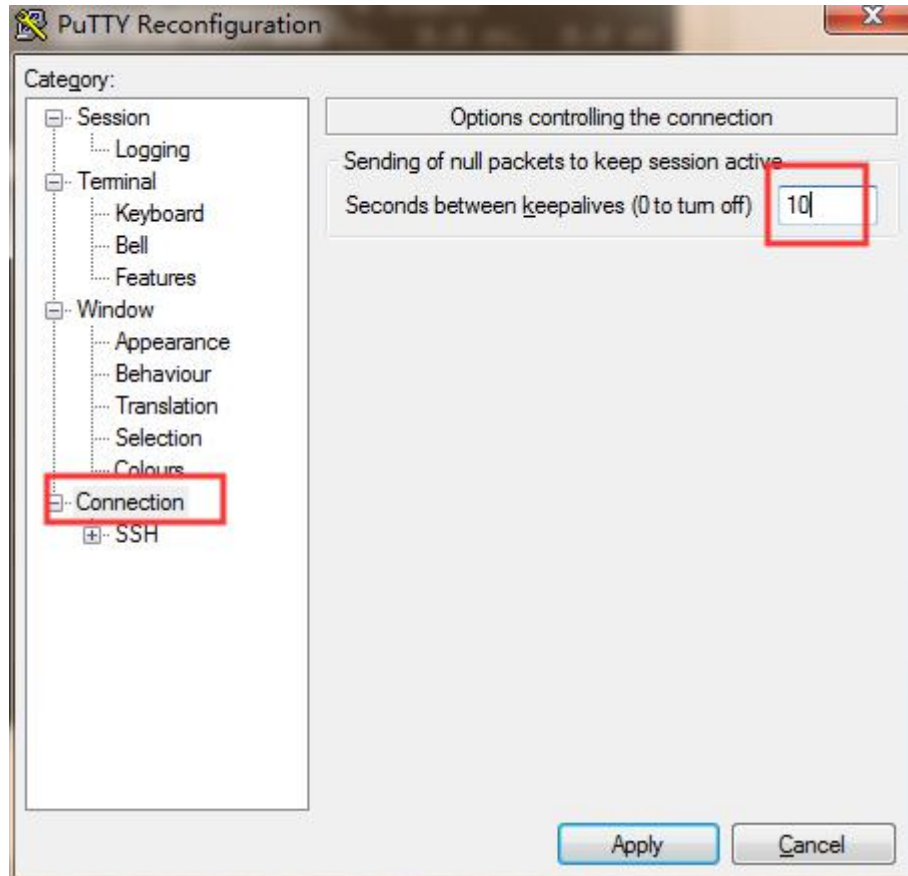 PuTTY Reconfiguration
Category:
Session
Logging
Terminal
Keyboard
Bell
Features
Window
Appearance
Behaviour
Translation
Selection
Colours
Connection
SSH
Options controlling the connection
Sending of null packets to keep session active
Seconds between keepalives (0 to turn off) 10
Apply Cancel